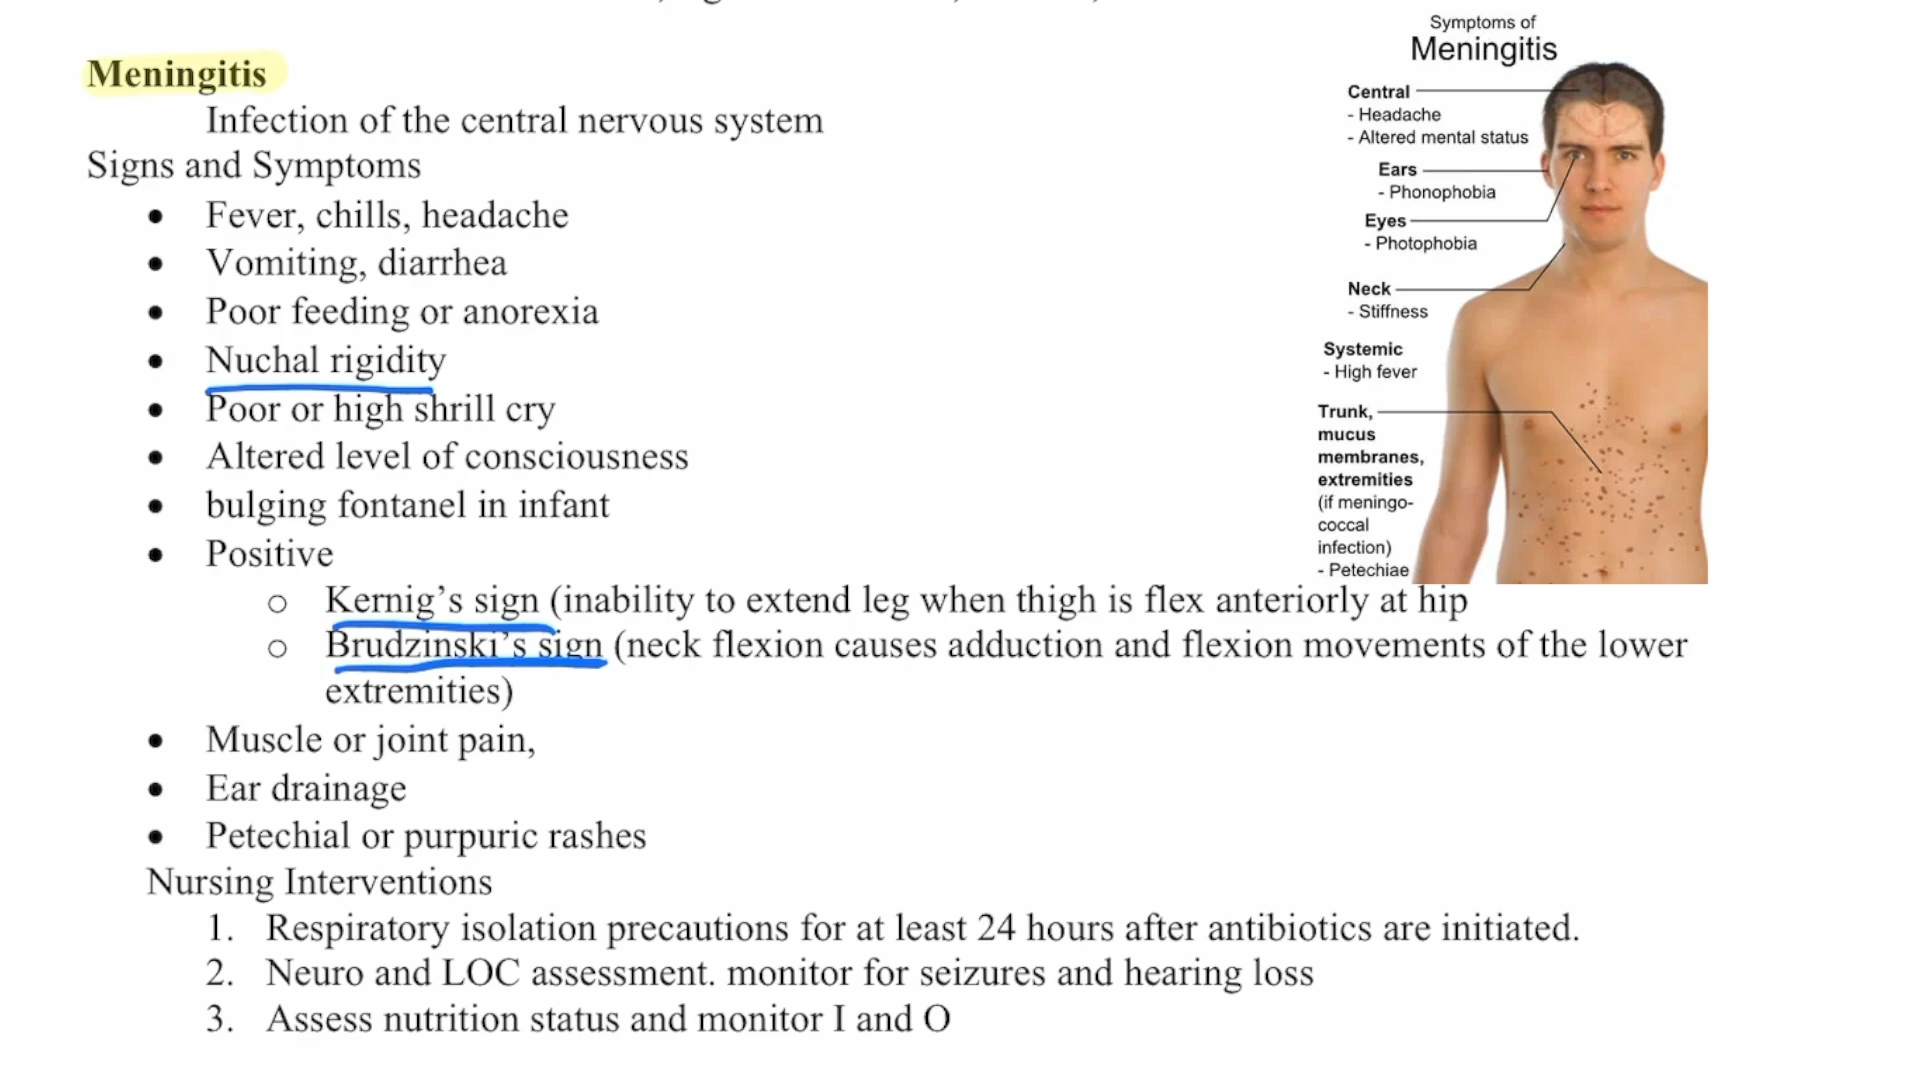 Meningitis
Infection of the central nervous system
Signs and Symptoms
• Fever, chills, headache
• Vomiting, diarrhea
• Poor feeding or anorexia
• Nuchal rigidity
• Poor or high shrill cry
• Altered level of consciousness
• bulging fontanel in infant
• Positive
o Kernig’s sign (inability to extend leg when thigh is flex anteriorly at hip
o Brudzinski’s sign (neck flexion causes adduction and flexion movements of the lower
extremities)
• Muscle or joint pain,
• Ear drainage
• Petechial or purpuric rashes
Nursing Interventions
1. Respiratory isolation precautions for at least 24 hours after antibiotics are initiated.
2. Neuro and LOC assessment. monitor for seizures and hearing loss
3. Assess nutrition status and monitor I and O
Symptoms of
Meningitis
Central
- Headache
- Altered mental status
Ears
- Phonophobia
Eyes
- Photophobia
Neck
- Stiffness
Systemic
- High fever
Trunk,
mucus
membranes,
extremities
(if meningo-
coccal
infection)
- Petechiae